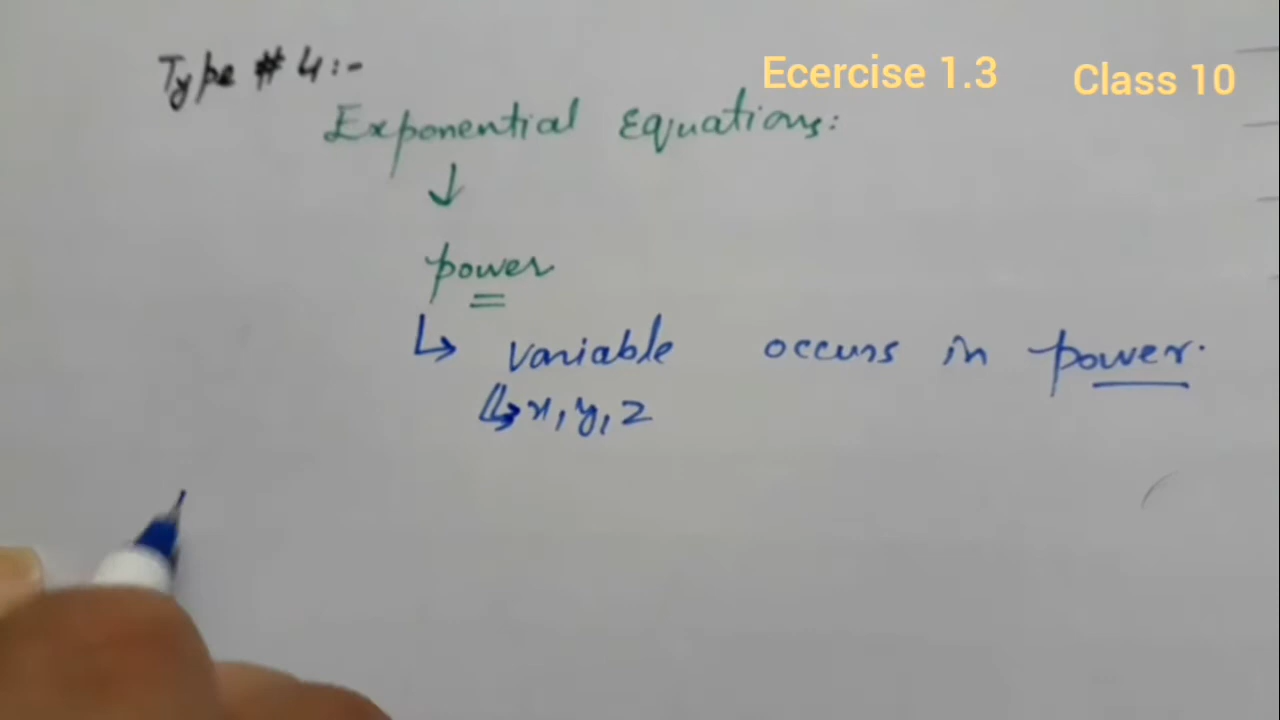 Type # 4:-
Ecercise 1.3
Class 10
Exponential Equations:
↓
power
↳ variable occurs in power.
↳ x, y, z